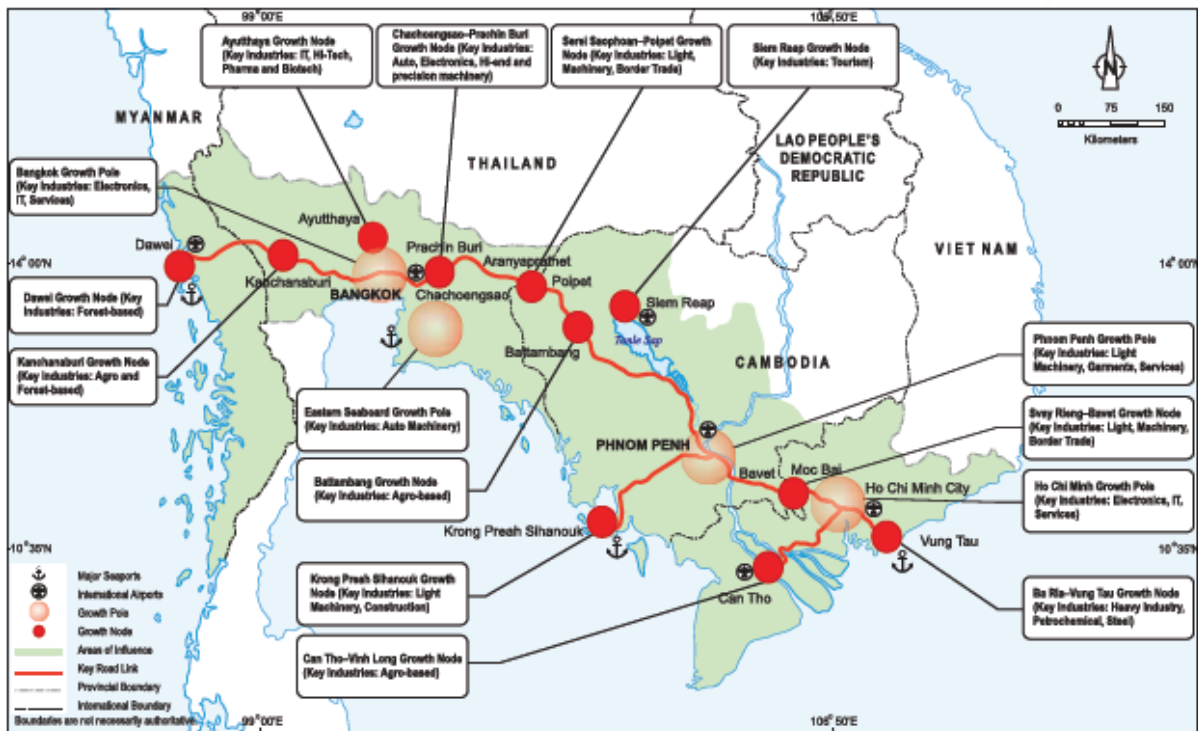 99°00'E
Ayutthaya Growth Node
(Key Industries: IT, Hi-Tech,
Pharma and Biotech)
Chachoengsao–Prachin Buri
Growth Node (Key Industries:
Auto, Electronics, Hi-end and
precision machinery)
Serei Saophoan–Poipet Growth
Node (Key Industries: Light,
Machinery, Border Trade)
Siem Reap Growth Node
(Key Industries: Tourism)
N
0 75 150
Kilometers
MYANMAR
THAILAND
LAO PEOPLE'S
DEMOCRATIC
REPUBLIC
VIET NAM
Bangkok Growth Pole
(Key Industries: Electronics,
IT, Services)
Ayutthaya
Dawei
Prachin Buri
Aranyaprathet
14°00'N
14°00'N
Kanchanaburi
BANGKOK
Chachoengsao
Poipet
Siem Reap
Dawei Growth Node (Key
Industries: Forest-based)
Battambang
Tonle Sap
CAMBODIA
Kanchanaburi Growth Node
(Key Industries: Agro and
Forest-based)
Phnom Penh Growth Pole
(Key Industries: Light
Machinery, Garments, Services)
Eastern Seaboard Growth Pole
(Key Industries: Auto Machinery)
Svay Rieng–Bavet Growth Node
(Key Industries: Light, Machinery,
Border Trade)
PHNOM PENH
Bavet
Moc Bai
Ho Chi Minh City
Battambang Growth Node
(Key Industries: Agro-based)
Ho Chi Minh Growth Pole
(Key Industries: Electronics, IT,
Services)
Krong Preah Sihanouk
Vung Tau
10°35'N
10°35'N
Krong Preah Sihanouk Growth
Node (Key Industries: Light
Machinery, Construction)
Can Tho
Ba Ria–Vung Tau Growth Node
(Key Industries: Heavy Industry,
Petrochemical, Steel)
Can Tho–Vinh Long Growth Node
(Key Industries: Agro-based)
Major Seaports
International Airports
Growth Pole
Growth Node
Areas of Influence
Key Road Link
Provincial Boundary
International Boundary
Boundaries are not necessarily authoritative.
99°00'E
106°50'E